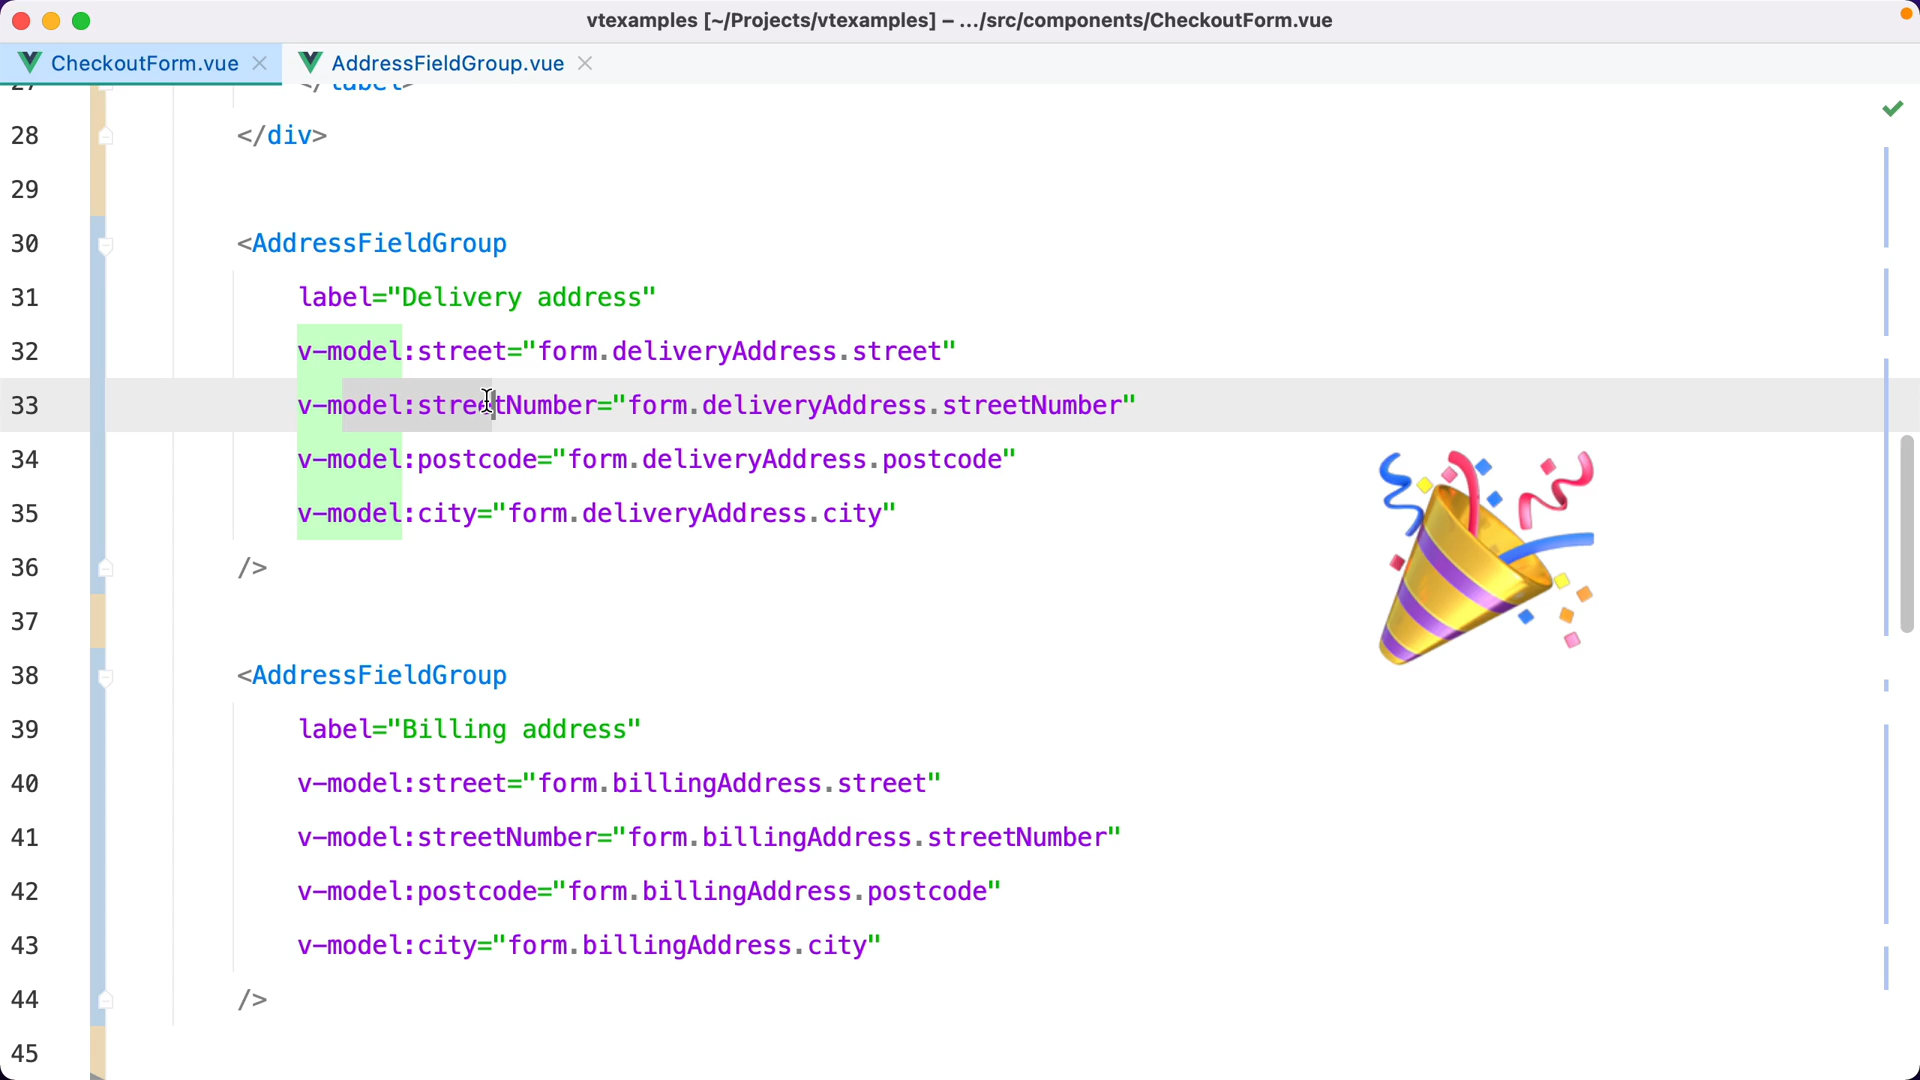 vtexamples [~/Projects/vtexamples] – .../src/components/CheckoutForm.vue
CheckoutForm.vue
AddressFieldGroup.vue
27 </label>
28 </div>
29
30 <AddressFieldGroup
31 label="Delivery address"
32 v-model:street="form.deliveryAddress.street"
33 v-model:streetNumber="form.deliveryAddress.streetNumber"
34 v-model:postcode="form.deliveryAddress.postcode"
35 v-model:city="form.deliveryAddress.city"
36 />
37
38 <AddressFieldGroup
39 label="Billing address"
40 v-model:street="form.billingAddress.street"
41 v-model:streetNumber="form.billingAddress.streetNumber"
42 v-model:postcode="form.billingAddress.postcode"
43 v-model:city="form.billingAddress.city"
44 />
45